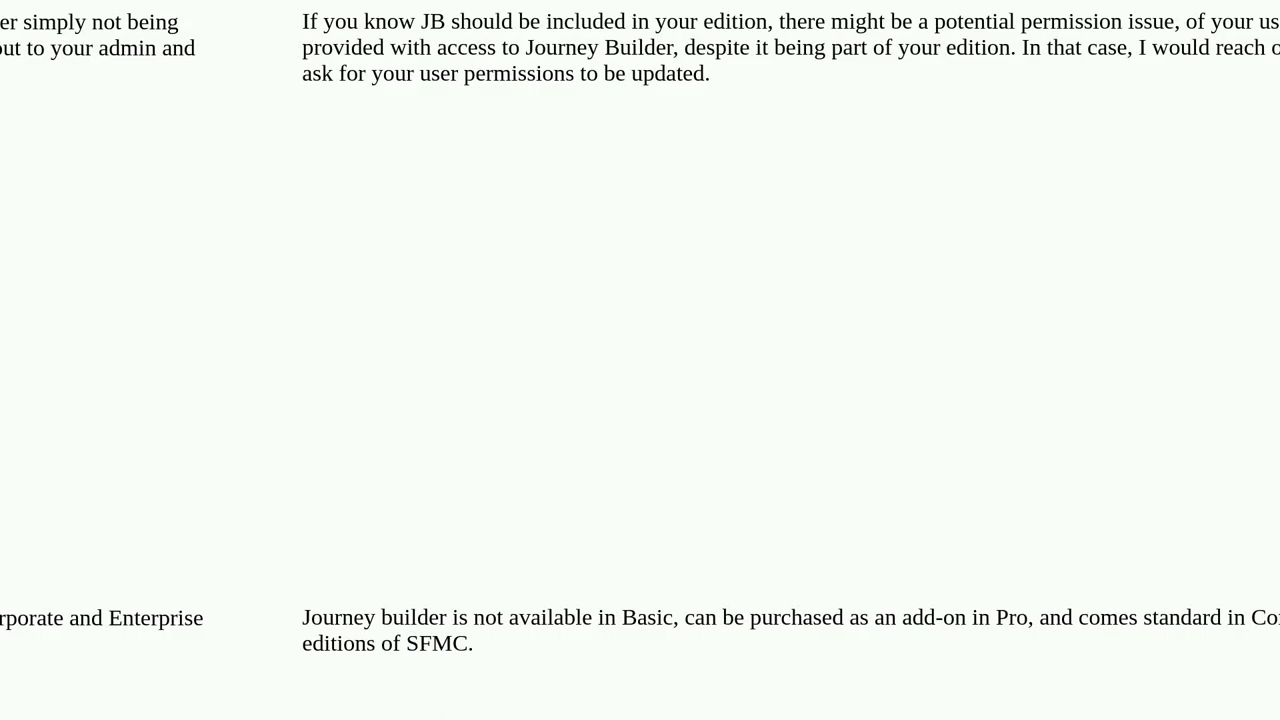 er simply not being
out to your admin and
If you know JB should be included in your edition, there might be a potential permission issue, of your us
provided with access to Journey Builder, despite it being part of your edition. In that case, I would reach o
ask for your user permissions to be updated.
rporate and Enterprise
Journey builder is not available in Basic, can be purchased as an add-on in Pro, and comes standard in Co
editions of SFMC.